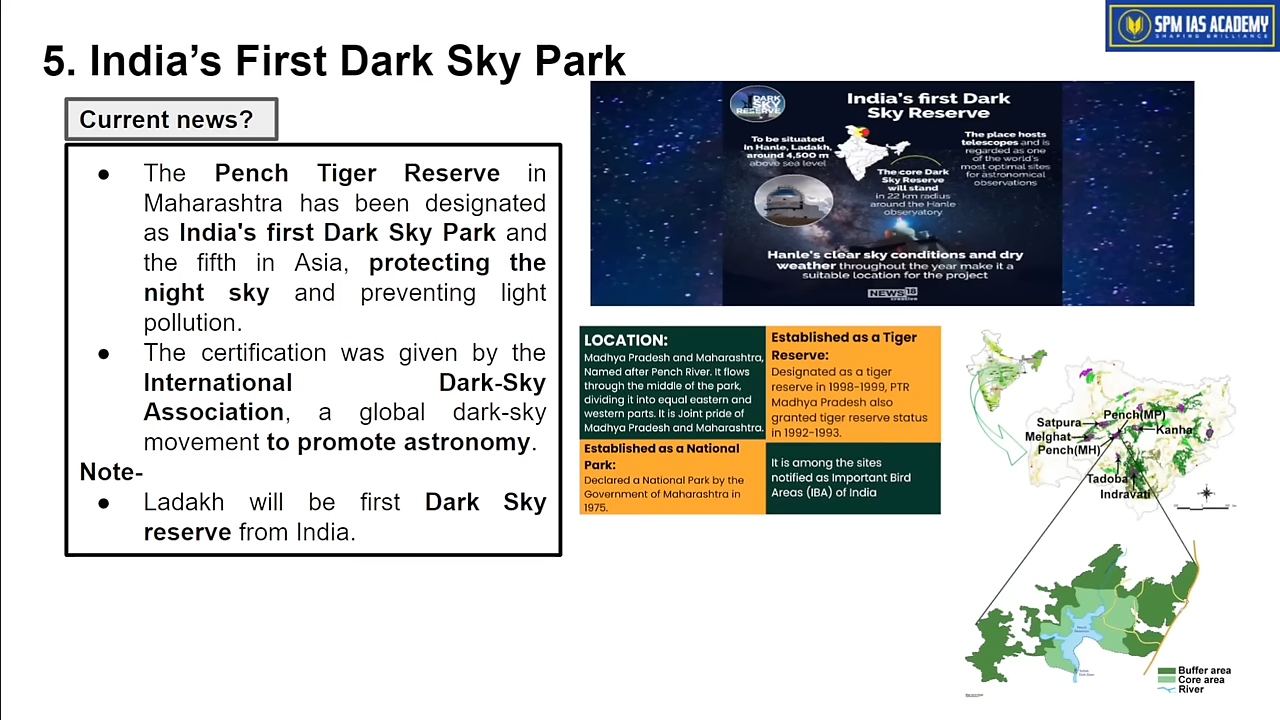 SPM IAS ACADEMY
SHAPING BRILLIANCE
5. India’s First Dark Sky Park
Current news?
● The Pench Tiger Reserve in
Maharashtra has been designated
as India's first Dark Sky Park and
the fifth in Asia, protecting the
night sky and preventing light
pollution.
● The certification was given by the
International Dark-Sky
Association, a global dark-sky
movement to promote astronomy.
Note-
● Ladakh will be first Dark Sky
reserve from India.
DARK
SKY
RESERVE
India’s first Dark
Sky Reserve
To be situated
in Hanle, Ladakh,
around 4,500 m
above sea level
The place hosts
telescopes and is
regarded as one
of the world’s
most optimal sites
for astronomical
observations
The core Dark
Sky Reserve
will stand
in 22 km radius
around the Hanle
observatory
Hanle’s clear sky conditions and dry
weather throughout the year make it a
suitable location for the project
NEWS18
creative
LOCATION:
Madhya Pradesh and Maharashtra,
Named after Pench River. It flows
through the middle of the park,
dividing it into equal eastern and
western parts. It is Joint pride of
Madhya Pradesh and Maharashtra.
Established as a Tiger
Reserve:
Designated as a tiger
reserve in 1998-1999, PTR
Madhya Pradesh also
granted tiger reserve status
in 1992-1993.
Established as a National
Park:
Declared a National Park by the
Government of Maharashtra in
1975.
It is among the sites
notified as Important Bird
Areas (IBA) of India
Pench(MP)
Satpura
Kanha
Melghat
Pench(MH)
Tadoba
Indravati
Buffer area
Core area
River